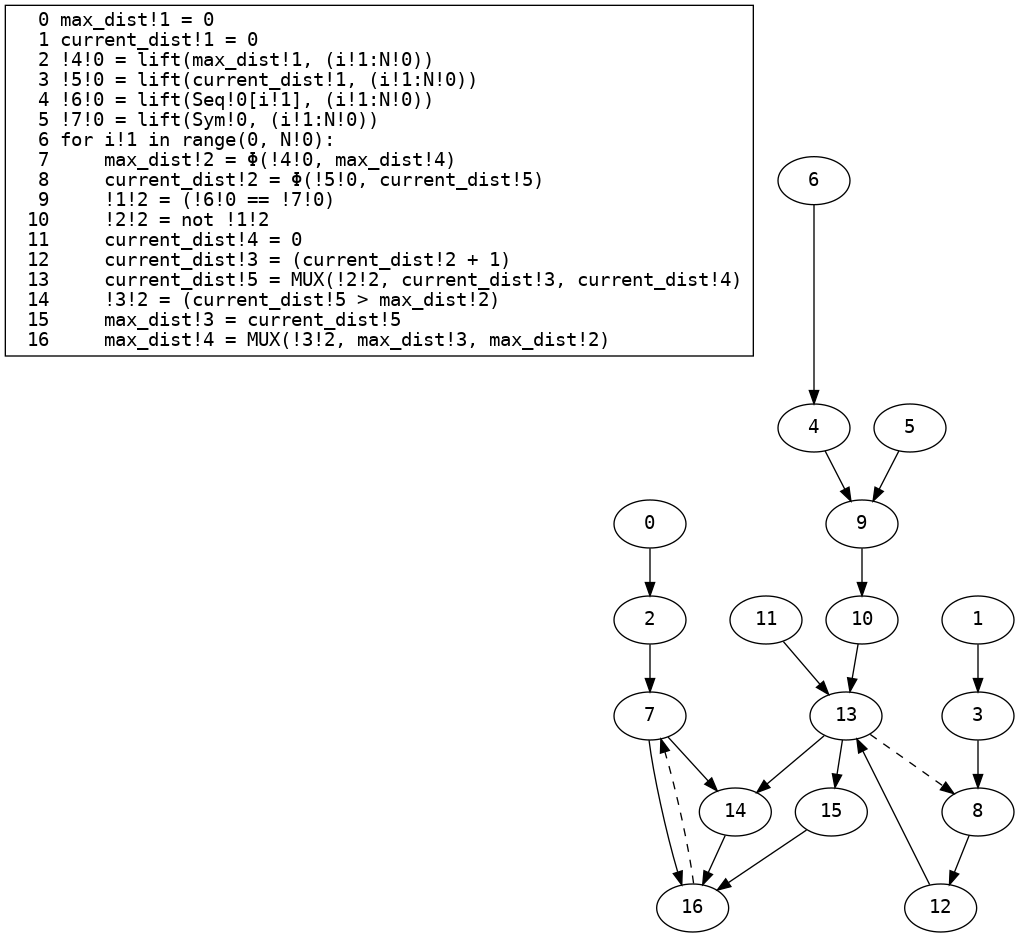 0 max_dist!1 = 0
1 current_dist!1 = 0
2 !4!0 = lift(max_dist!1, (i!1:N!0))
3 !5!0 = lift(current_dist!1, (i!1:N!0))
4 !6!0 = lift(Seq!0[i!1], (i!1:N!0))
5 !7!0 = lift(Sym!0, (i!1:N!0))
6 for i!1 in range(0, N!0):
7     max_dist!2 = Φ(!4!0, max_dist!4)
8     current_dist!2 = Φ(!5!0, current_dist!5)
9     !1!2 = (!6!0 == !7!0)
10     !2!2 = not !1!2
11     current_dist!4 = 0
12     current_dist!3 = (current_dist!2 + 1)
13     current_dist!5 = MUX(!2!2, current_dist!3, current_dist!4)
14     !3!2 = (current_dist!5 > max_dist!2)
15     max_dist!3 = current_dist!5
16     max_dist!4 = MUX(!3!2, max_dist!3, max_dist!2)
6
4 5
0 9
2 11 10 1
7 13 3
14 15 8
16 12